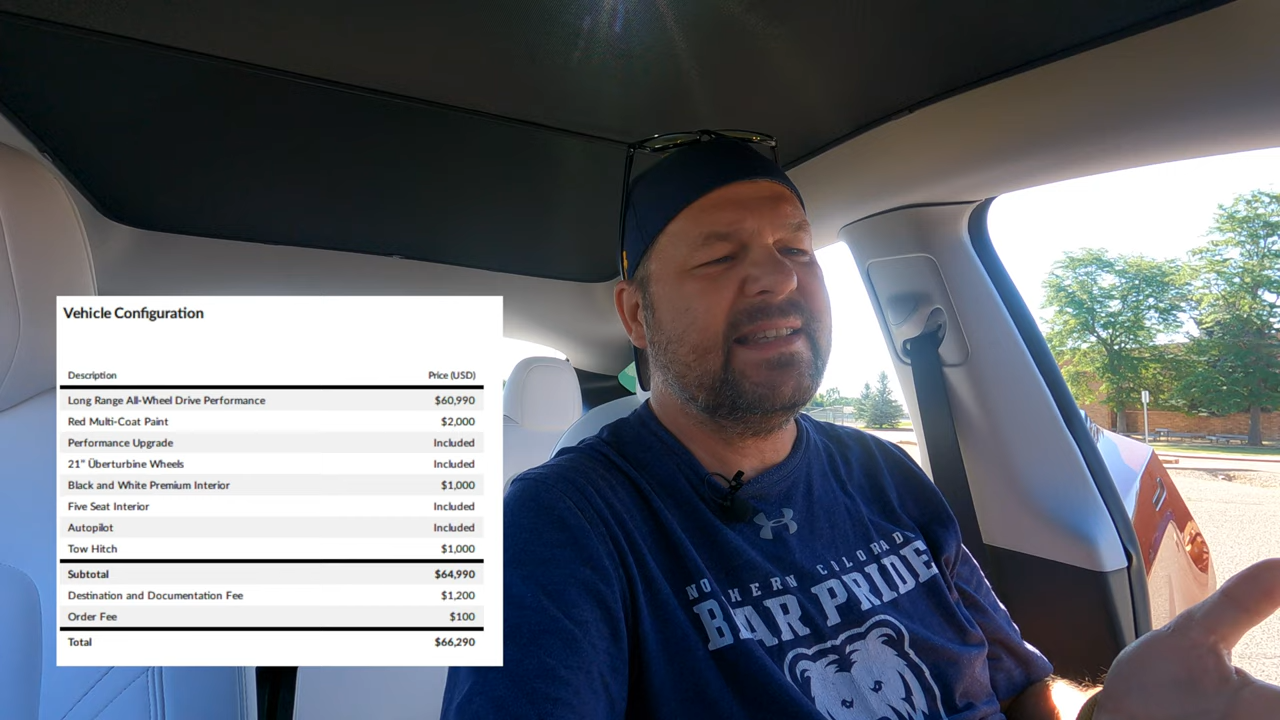 Vehicle Configuration
Description Price (USD)
Long Range All-Wheel Drive Performance $60,990
Red Multi-Coat Paint $2,000
Performance Upgrade Included
21" Überturbine Wheels Included
Black and White Premium Interior $1,000
Five Seat Interior Included
Autopilot Included
Tow Hitch $1,000
Subtotal $64,990
Destination and Documentation Fee $1,200
Order Fee $100
Total $66,290
NO HERN COLORAD
BEAR PRIDE